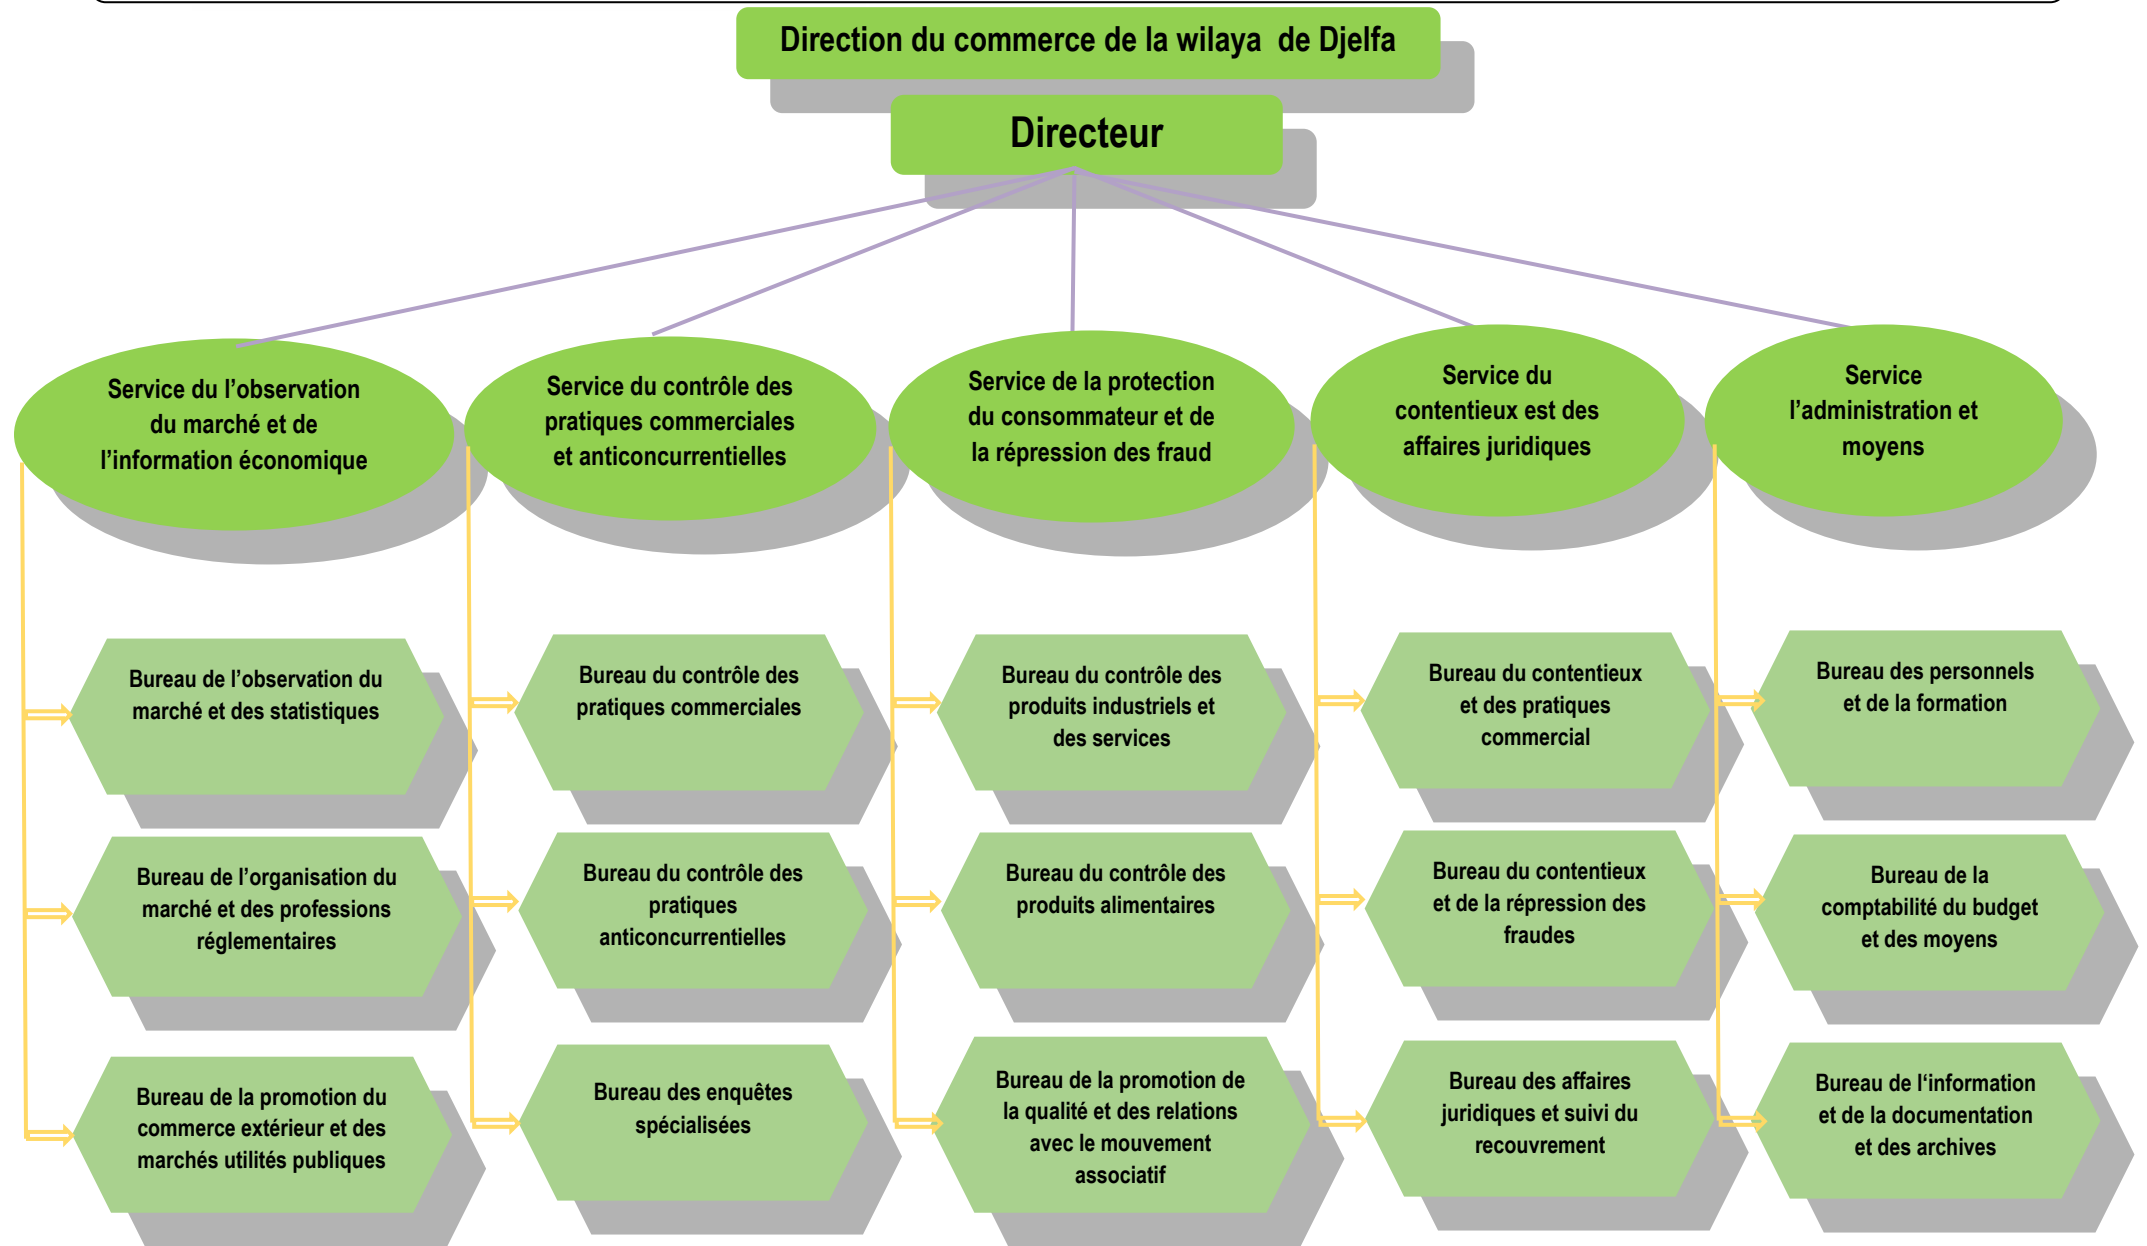 Direction du commerce de la wilaya  de Djelfa
Directeur
Service du l’observation
du marché et de
l’information économique
Service du contrôle des
pratiques commerciales
et anticoncurrentielles
Service de la protection
du consommateur et de
la répression des fraud
Service du
contentieux est des
affaires juridiques
Service
l’administration et
moyens
Bureau de l’observation du
marché et des statistiques
Bureau du contrôle des
pratiques commerciales
Bureau du contrôle des
produits industriels et
des services
Bureau du contentieux
et des pratiques
commercial
Bureau des personnels
et de la formation
Bureau de l’organisation du
marché et des professions
réglementaires
Bureau du contrôle des
pratiques
anticoncurrentielles
Bureau du contrôle des
produits alimentaires
Bureau du contentieux
et de la répression des
fraudes
Bureau de la
comptabilité du budget
et des moyens
Bureau de la promotion du
commerce extérieur et des
marchés utilités publiques
Bureau des enquêtes
spécialisées
Bureau de la promotion de
la qualité et des relations
avec le mouvement
associatif
Bureau des affaires
juridiques et suivi du
recouvrement
Bureau de l‘information
et de la documentation
et des archives